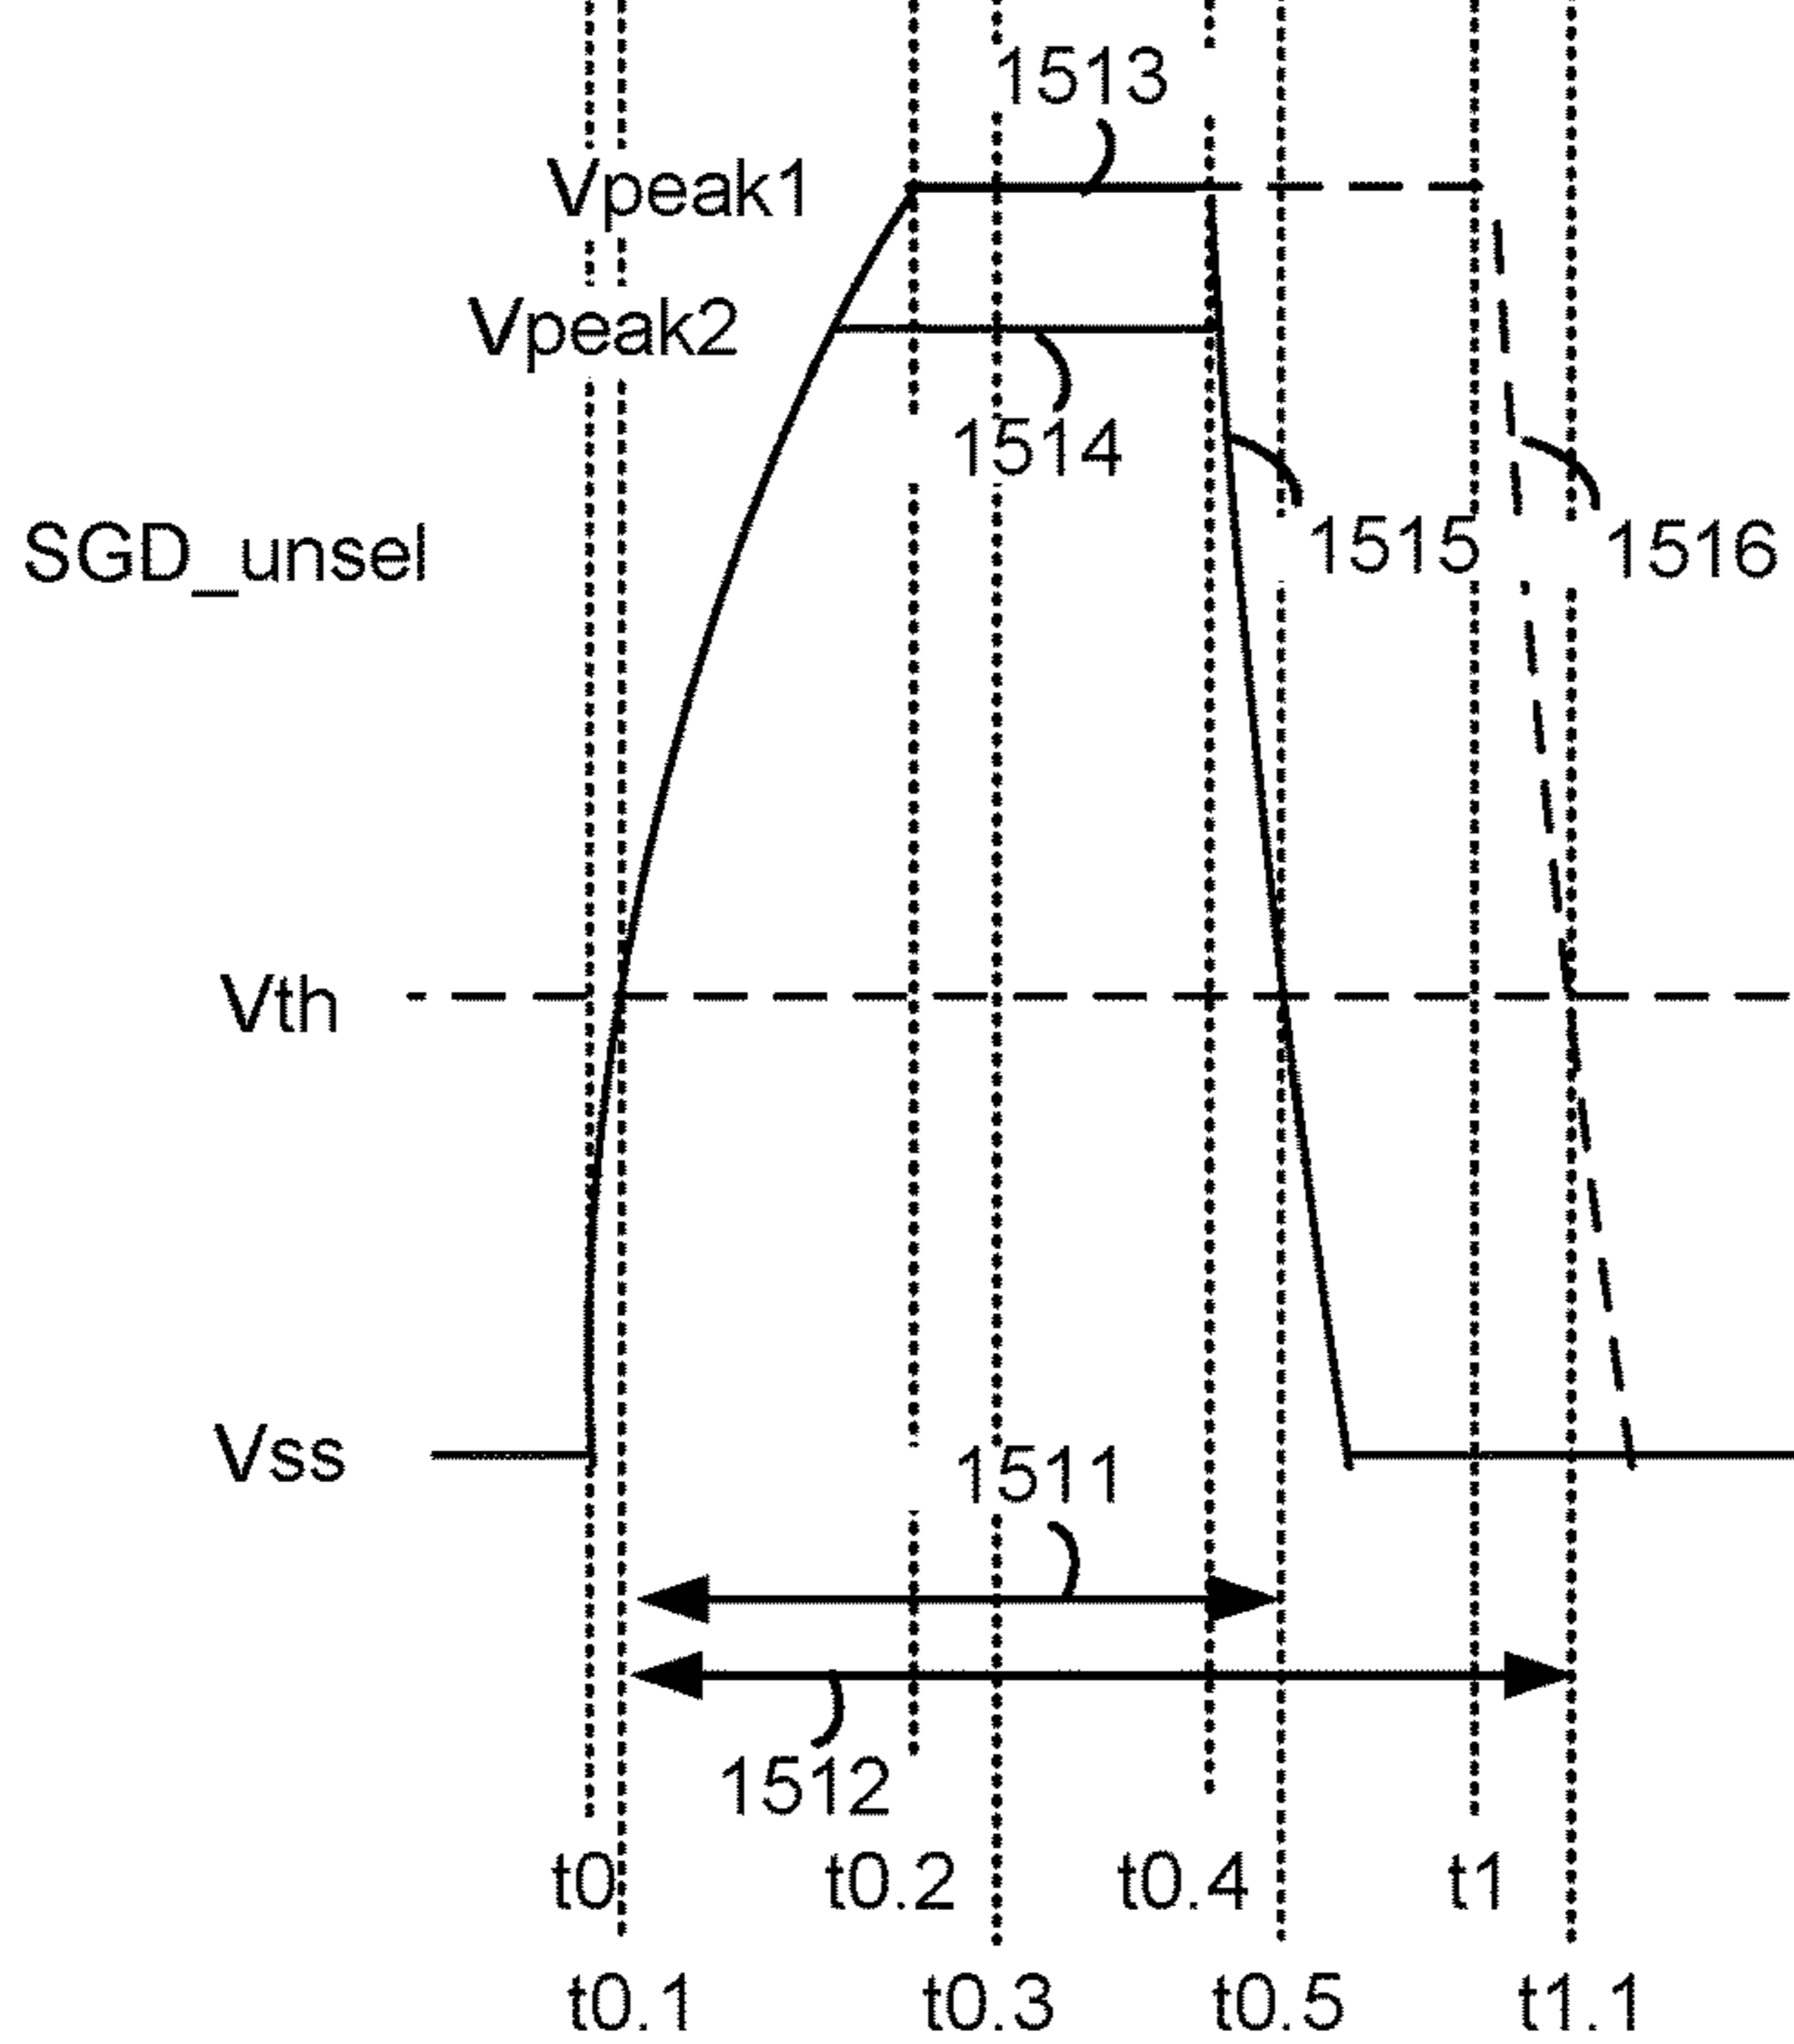 1513
Vpeak1
Vpeak2
1514
SGD_unsel
1515
1516
Vth
Vss
1511
1512
t0
t0.2
t0.4
t1
t0.1
t0.3
t0.5
t1.1